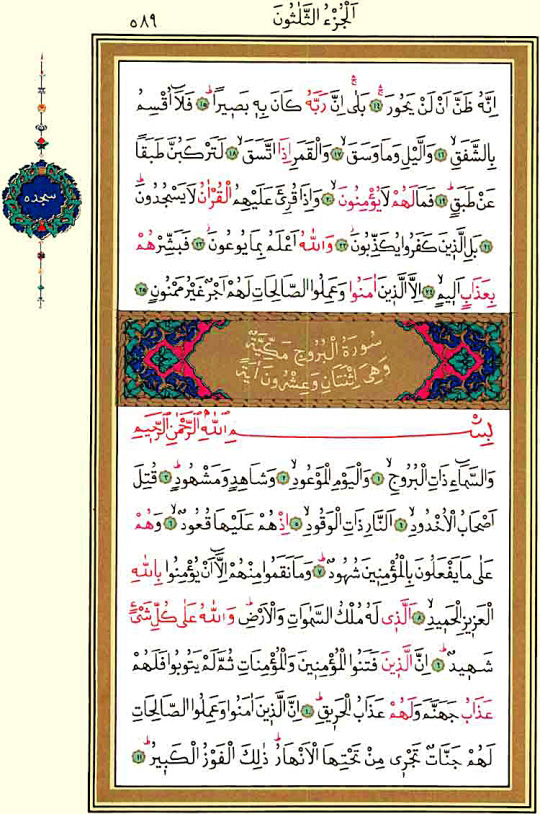 اَلْجُزْءُ الثَّلٰثُونَ
٥٨٩
اِنَّهُ ظَنَّ اَنْ لَنْ يَحُورَۚۛ ﴿١٤﴾ بَلٰىۚۛ اِنَّ رَبَّهُ كَانَ بِه۪ بَص۪يراًۜ ﴿١٥﴾ فَلَٓا اُقْسِمُ
بِالشَّفَقِۙ ﴿١٦﴾ وَالَّيْلِ وَمَا وَسَقَۙ ﴿١٧﴾ وَالْقَمَرِ اِذَا اتَّسَقَۙ ﴿١٨﴾ لَتَرْكَبُنَّ طَبَقاً
عَنْ طَبَقٍۜ ﴿١٩﴾ فَمَا لَهُمْ لَا يُؤْمِنُونَۙ ﴿٢٠﴾ وَاِذَا قُرِئَ عَلَيْهِمُ الْقُرْاٰنُ لَا يَسْجُدُونَۜ
﴿٢١﴾ بَلِ الَّذ۪ينَ كَفَرُوا يُكَذِّبُونَۘ ﴿٢٢﴾ وَاللّٰهُ اَعْلَمُ بِمَا يُوعُونَۘ ﴿٢٣﴾ فَبَشِّرْهُمْ
بِعَذَابٍ اَل۪يمٍۙ ﴿٢٤﴾ اِلَّا الَّذ۪ينَ اٰمَنُوا وَعَمِلُوا الصَّالِحَاتِ لَهُمْ اَجْرٌ غَيْرُ مَمْنُونٍ ﴿٢٥﴾
سجده
سُورَةُ الْبُرُوجِ مَكِّيَّةٌ
وَهِيَ اِثْنَتَانِ وَعِشْرُونَ اٰيَةً
بِسْمِ اللّٰهِ الرَّحْمٰنِ الرَّح۪يمِ
وَالسَّمَٓاءِ ذَاتِ الْبُرُوجِۙ ﴿١﴾ وَالْيَوْمِ الْمَوْعُودِۙ ﴿٢﴾ وَشَاهِدٍ وَمَشْهُودٍۜ ﴿٣﴾ قُتِلَ
اَصْحَابُ الْاُخْدُودِۙ ﴿٤﴾ اَلنَّارِ ذَاتِ الْوَقُودِۙ ﴿٥﴾ اِذْ هُمْ عَلَيْهَا قُعُودٌۙ ﴿٦﴾ وَهُمْ
عَلٰى مَا يَفْعَلُونَ بِالْمُؤْمِن۪ينَ شُهُودٌۜ ﴿٧﴾ وَمَا نَقَمُوا مِنْهُمْ اِلَّٓا اَنْ يُؤْمِنُوا بِاللّٰهِ
الْعَز۪يزِ الْحَم۪يدِۙ ﴿٨﴾ اَلَّذ۪ي لَهُ مُلْكُ السَّمٰوَاتِ وَالْاَرْضِۜ وَاللّٰهُ عَلٰى كُلِّ شَيْءٍ
شَه۪يدٌۜ ﴿٩﴾ اِنَّ الَّذ۪ينَ فَتَنُوا الْمُؤْمِن۪ينَ وَالْمُؤْمِنَاتِ ثُمَّ لَمْ يَتُوبُوا فَلَهُمْ
عَذَابُ جَهَنَّمَ وَلَهُمْ عَذَابُ الْحَر۪يقِۜ ﴿١٠﴾ اِنَّ الَّذ۪ينَ اٰمَنُوا وَعَمِلُوا الصَّالِحَاتِ
لَهُمْ جَنَّاتٌ تَجْر۪ي مِنْ تَحْتِهَا الْاَنْهَارُۜ ذٰلِكَ الْفَوْزُ الْكَب۪يرُۜ ﴿١١﴾